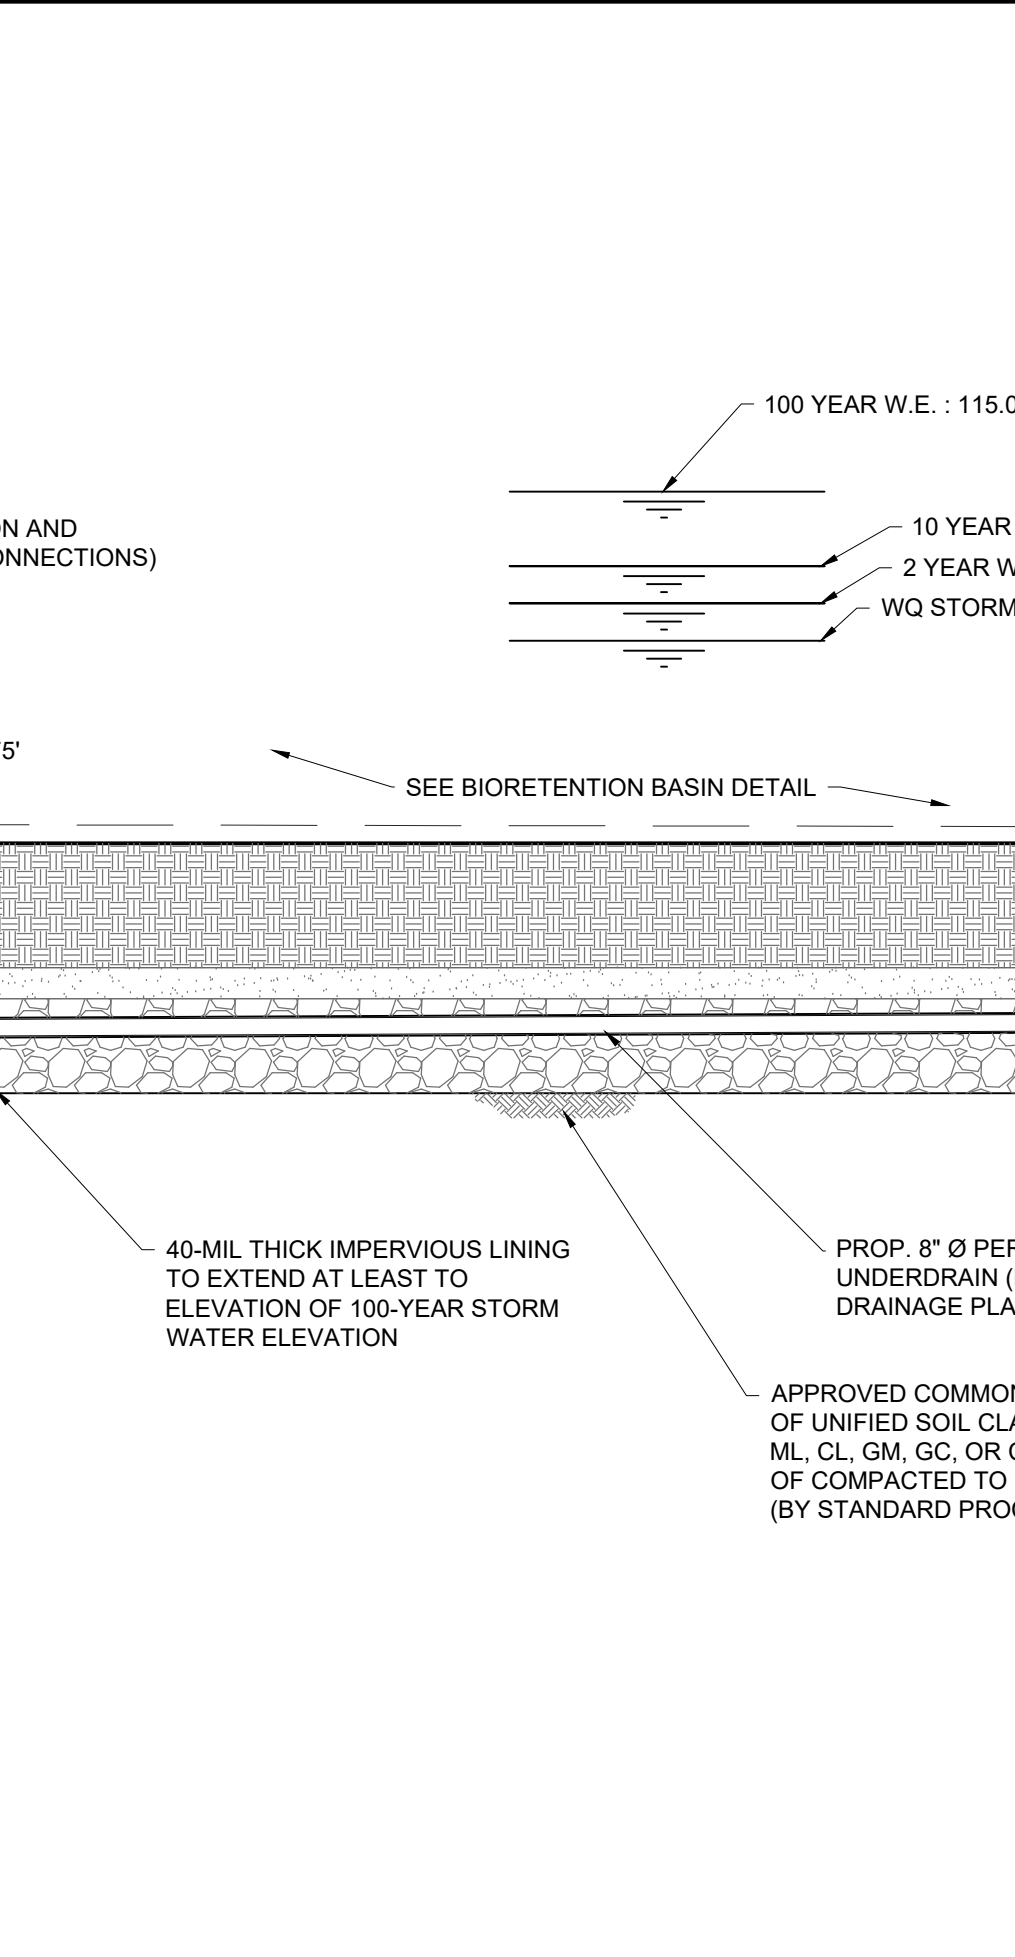 100 YEAR W.E. : 115.0
ON AND
ONNECTIONS)
10 YEAR
2 YEAR W
WQ STORM
75'
SEE BIORETENTION BASIN DETAIL
40-MIL THICK IMPERVIOUS LINING
TO EXTEND AT LEAST TO
ELEVATION OF 100-YEAR STORM
WATER ELEVATION
PROP. 8" Ø PER
UNDERDRAIN (
DRAINAGE PLA
APPROVED COMMON
OF UNIFIED SOIL CLA
ML, CL, GM, GC, OR
OF COMPACTED TO
(BY STANDARD PROC